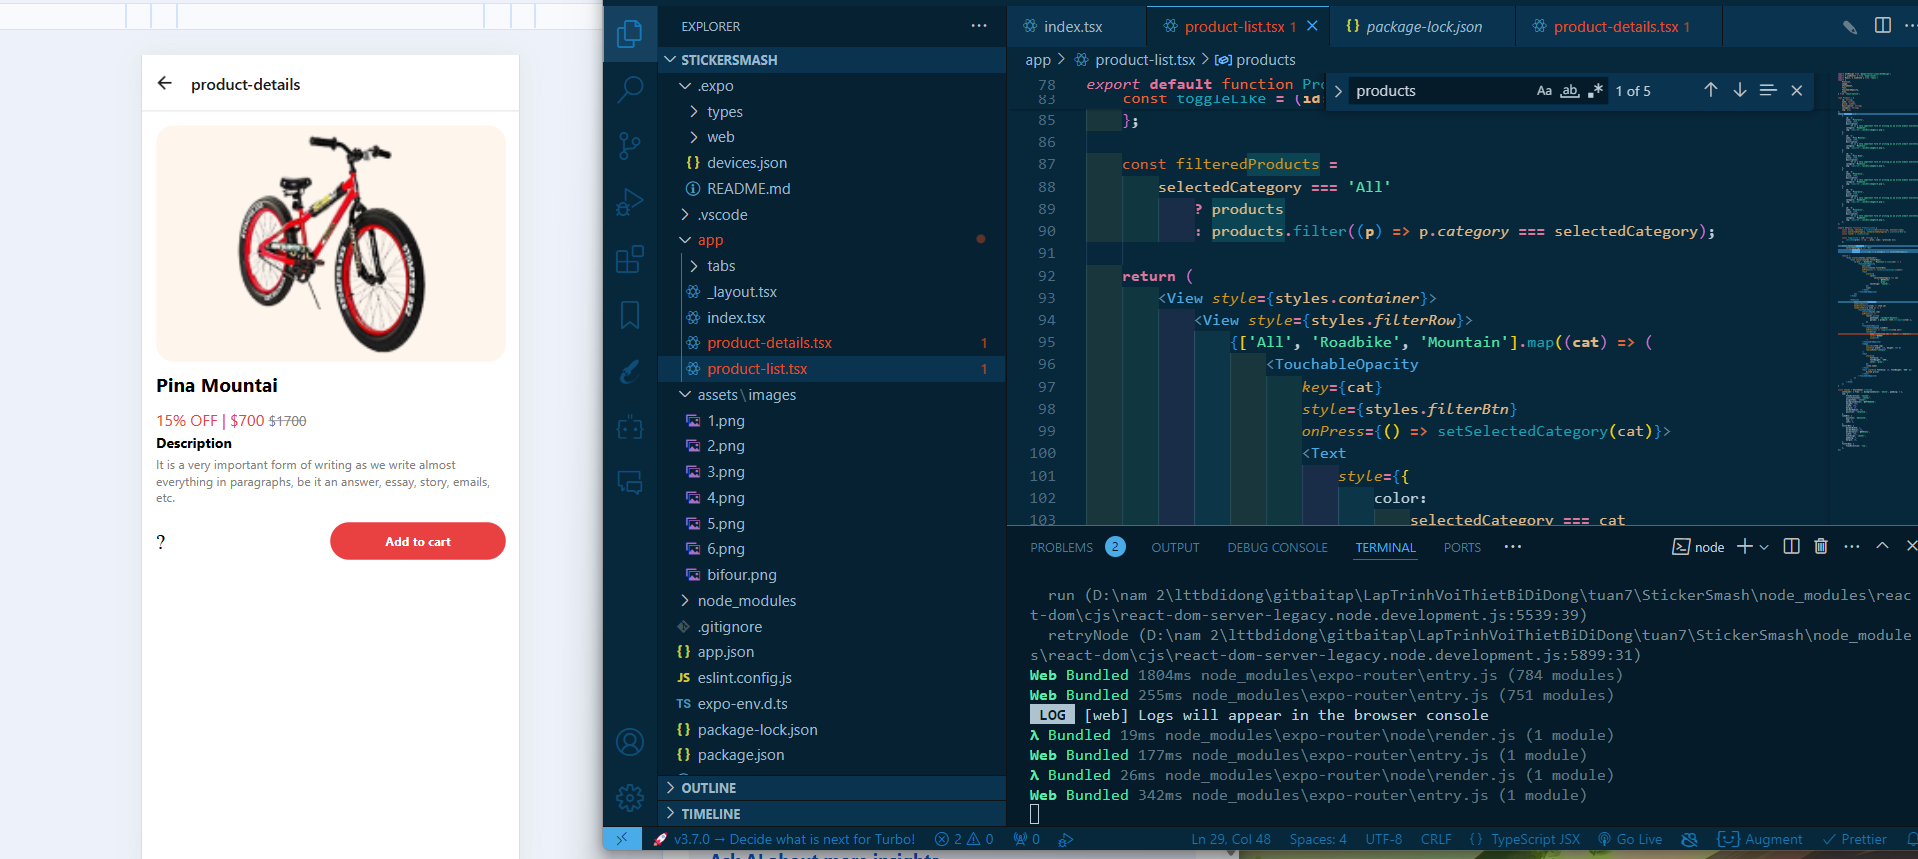 product-details
Pina Mountai
15% OFF | $700 $1700
Description
It is a very important form of writing as we write almost
everything in paragraphs, be it an answer, essay, story, emails,
etc.
?
Add to cart
EXPLORER
STICKERSMASH
.expo
types
web
devices.json
README.md
.vscode
app
tabs
_layout.tsx
index.tsx
product-details.tsx 1
product-list.tsx 1
assets\images
1.png
2.png
3.png
4.png
5.png
6.png
bifour.png
node_modules
.gitignore
app.json
eslint.config.js
expo-env.d.ts
package-lock.json
package.json
OUTLINE
TIMELINE
index.tsx
product-list.tsx 1
package-lock.json
product-details.tsx 1
app > product-list.tsx > products
products
Aa ab .*
1 of 5
78 export default function Pr
83 const toggleLike = (id
85 };
86
87 const filteredProducts =
88 selectedCategory === 'All'
89 ? products
90 : products.filter((p) => p.category === selectedCategory);
91
92 return (
93 <View style={styles.container}>
94 <View style={styles.filterRow}>
95 {['All', 'Roadbike', 'Mountain'].map((cat) => (
96 <TouchableOpacity
97 key={cat}
98 style={styles.filterBtn}
99 onPress={() => setSelectedCategory(cat)}>
100 <Text
101 style={{
102 color:
103 selectedCategory === cat
PROBLEMS 2 OUTPUT DEBUG CONSOLE TERMINAL PORTS
node
run (D:\nam 2\lttbdidong\gitbaitap\LapTrinhVoiThietBiDiDong\tuan7\StickerSmash\node_modules\reac
t-dom\cjs\react-dom-server-legacy.node.development.js:5539:39)
retryNode (D:\nam 2\lttbdidong\gitbaitap\LapTrinhVoiThietBiDiDong\tuan7\StickerSmash\node_module
s\react-dom\cjs\react-dom-server-legacy.node.development.js:5899:31)
Web Bundled 1804ms node_modules\expo-router\entry.js (784 modules)
Web Bundled 255ms node_modules\expo-router\entry.js (751 modules)
LOG [web] Logs will appear in the browser console
λ Bundled 19ms node_modules\expo-router\node\render.js (1 module)
Web Bundled 177ms node_modules\expo-router\entry.js (1 module)
λ Bundled 26ms node_modules\expo-router\node\render.js (1 module)
Web Bundled 342ms node_modules\expo-router\entry.js (1 module)
v3.7.0 → Decide what is next for Turbo! 2 0 0
Ln 29, Col 48 Spaces: 4 UTF-8 CRLF {} TypeScript JSX Go Live Augment Prettier